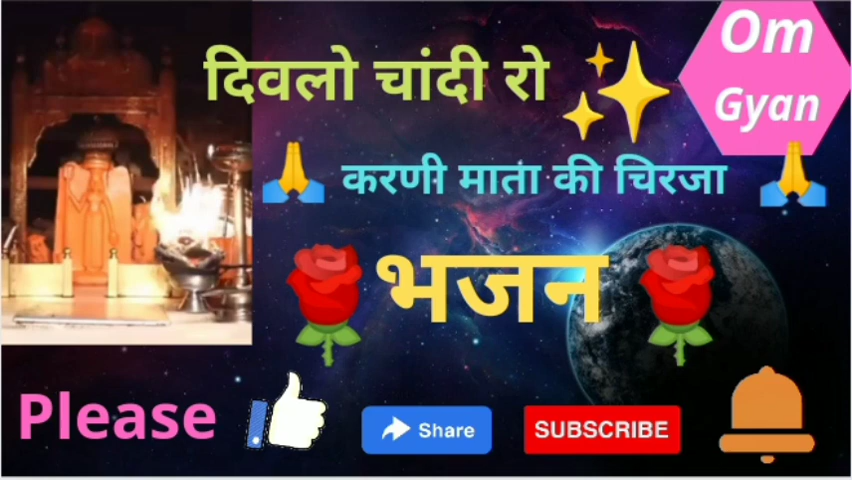 Om
Gyan
दिवलो चांदी रो
करणी माता की चिरजा
भजन
Please
Share
SUBSCRIBE